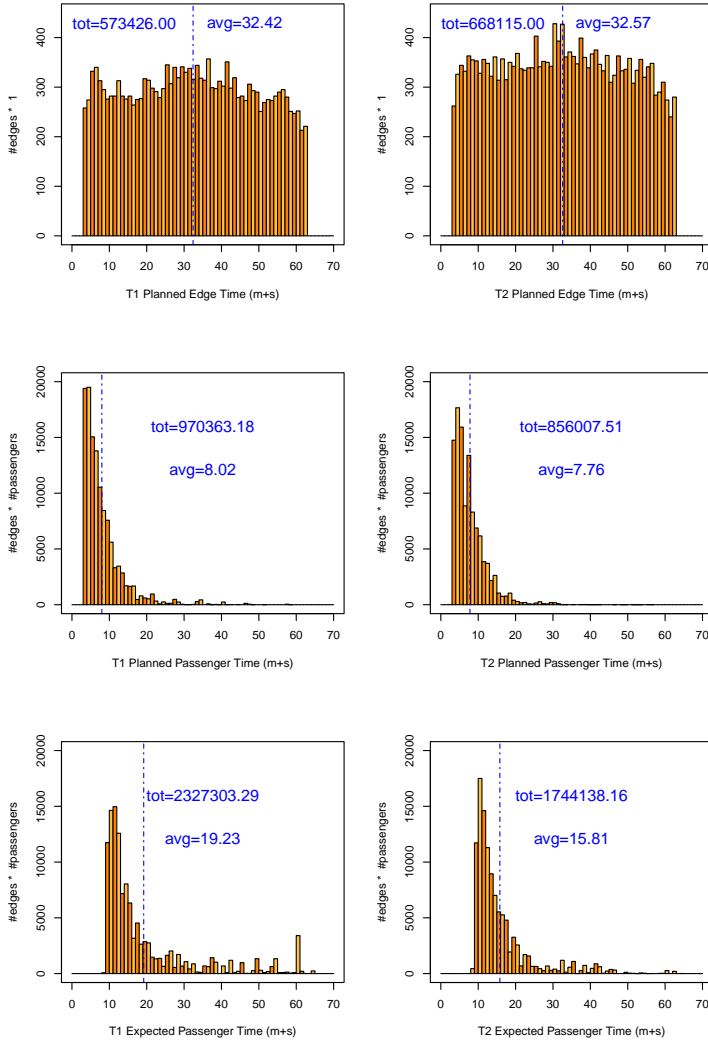 tot=573426.00 avg=32.42
#edges * 1
0 100 200 300 400
0 10 20 30 40 50 60 70
T1 Planned Edge Time (m+s)
tot=668115.00 avg=32.57
#edges * 1
0 100 200 300 400
0 10 20 30 40 50 60 70
T2 Planned Edge Time (m+s)
tot=970363.18
avg=8.02
#edges * #passengers
0 5000 10000 15000 20000
0 10 20 30 40 50 60 70
T1 Planned Passenger Time (m+s)
tot=856007.51
avg=7.76
#edges * #passengers
0 5000 10000 15000 20000
0 10 20 30 40 50 60 70
T2 Planned Passenger Time (m+s)
tot=2327303.29
avg=19.23
#edges * #passengers
0 5000 10000 15000 20000
0 10 20 30 40 50 60 70
T1 Expected Passenger Time (m+s)
tot=1744138.16
avg=15.81
#edges * #passengers
0 5000 10000 15000 20000
0 10 20 30 40 50 60 70
T2 Expected Passenger Time (m+s)